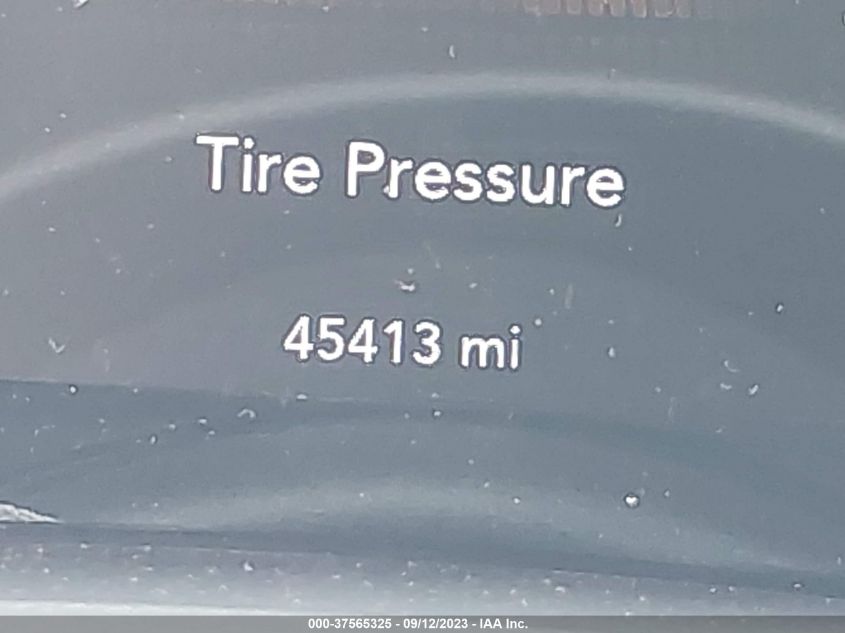 Tire Pressure
45413 mi
000-37565325 - 09/12/2023 - IAA Inc.